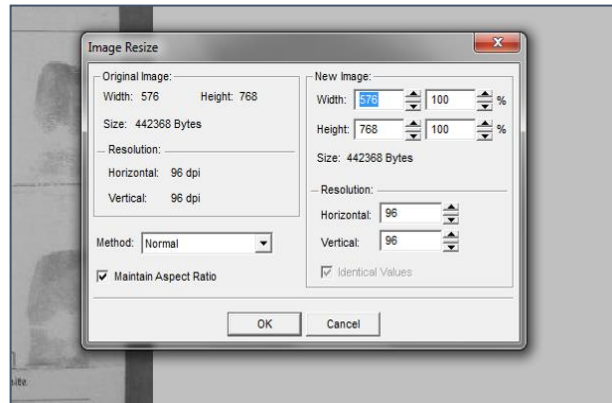 Image Resize
Original Image:
Width: 576 Height: 768
Size: 442368 Bytes
Resolution:
Horizontal: 96 dpi
Vertical: 96 dpi
Method: Normal
Maintain Aspect Ratio
New Image:
Width: 576 100 %
Height: 768 100 %
Size: 442368 Bytes
Resolution:
Horizontal: 96
Vertical: 96
Identical Values
OK Cancel